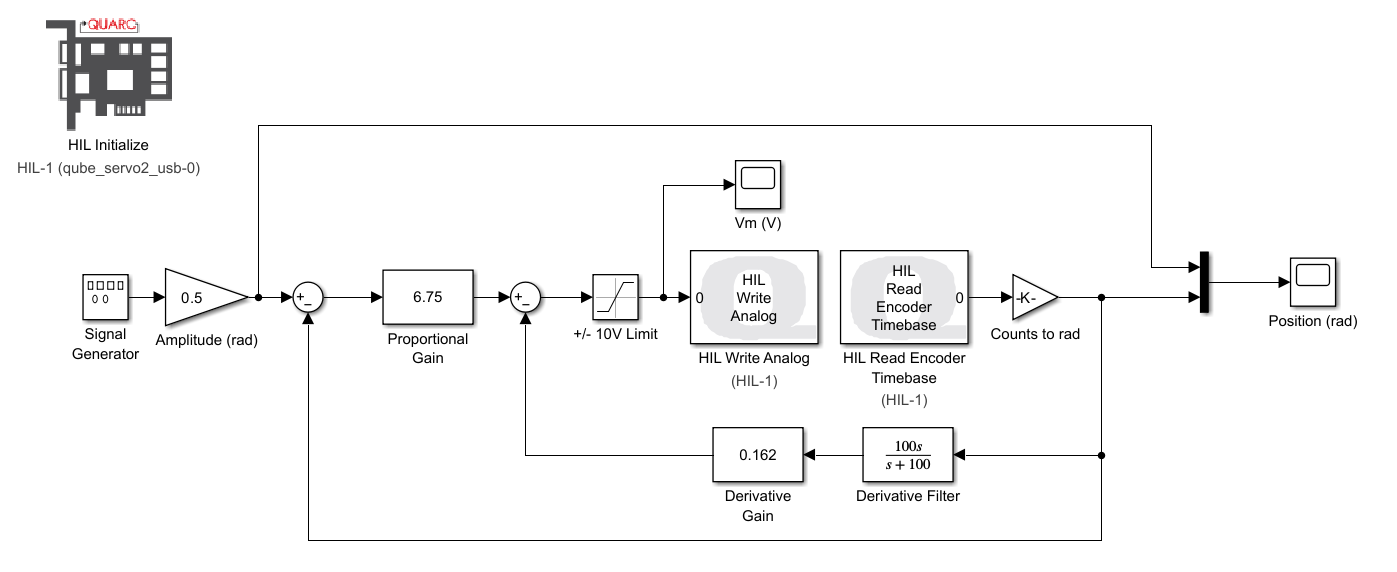 QUARC
HIL Initialize
HIL-1 (qube_servo2_usb-0)
Vm (V)
0.5
Signal
Generator
Amplitude (rad)
+
_
6.75
Proportional
Gain
+
_
+/- 10V Limit
0
HIL
Write
Analog
HIL Write Analog
(HIL-1)
HIL
Read
Encoder
Timebase
0
HIL Read Encoder
Timebase
(HIL-1)
-K-
Counts to rad
Position (rad)
0.162
Derivative
Gain
100s
s + 100
Derivative Filter